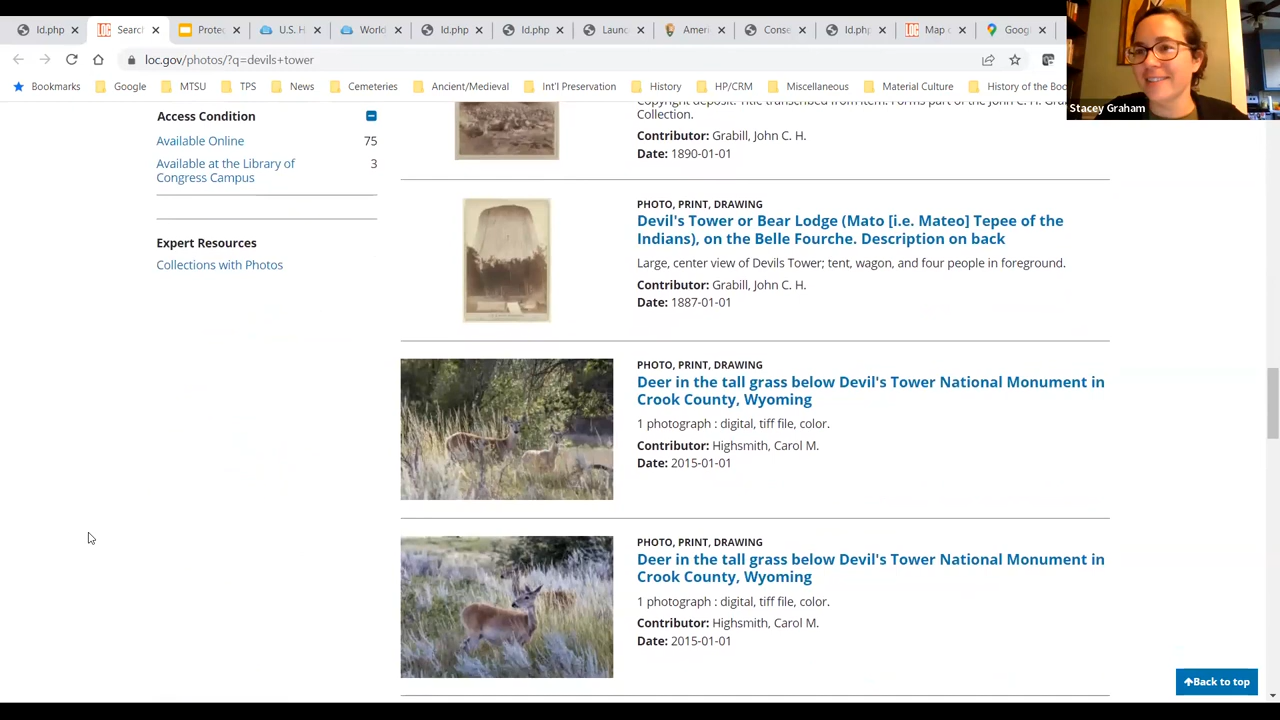 Id.php
Search
Prote
U.S. H
World
Id.php
Id.php
Launc
Ameri
Conse
Id.php
Map o
Goog
loc.gov/photos/?q=devils+tower
Bookmarks
Google
MTSU
TPS
News
Cemeteries
Ancient/Medieval
Int'l Preservation
History
HP/CRM
Miscellaneous
Material Culture
History of the Boo
Stacey Graham
Access Condition
Available Online 75
Available at the Library of 3
Congress Campus
Expert Resources
Collections with Photos
Copyright deposit. Title transcribed from item. Forms part of the John C. H. Gra
Collection.
Contributor: Grabill, John C. H.
Date: 1890-01-01
PHOTO, PRINT, DRAWING
Devil's Tower or Bear Lodge (Mato [i.e. Mateo] Tepee of the
Indians), on the Belle Fourche. Description on back
Large, center view of Devils Tower; tent, wagon, and four people in foreground.
Contributor: Grabill, John C. H.
Date: 1887-01-01
PHOTO, PRINT, DRAWING
Deer in the tall grass below Devil's Tower National Monument in
Crook County, Wyoming
1 photograph : digital, tiff file, color.
Contributor: Highsmith, Carol M.
Date: 2015-01-01
PHOTO, PRINT, DRAWING
Deer in the tall grass below Devil's Tower National Monument in
Crook County, Wyoming
1 photograph : digital, tiff file, color.
Contributor: Highsmith, Carol M.
Date: 2015-01-01
Back to top